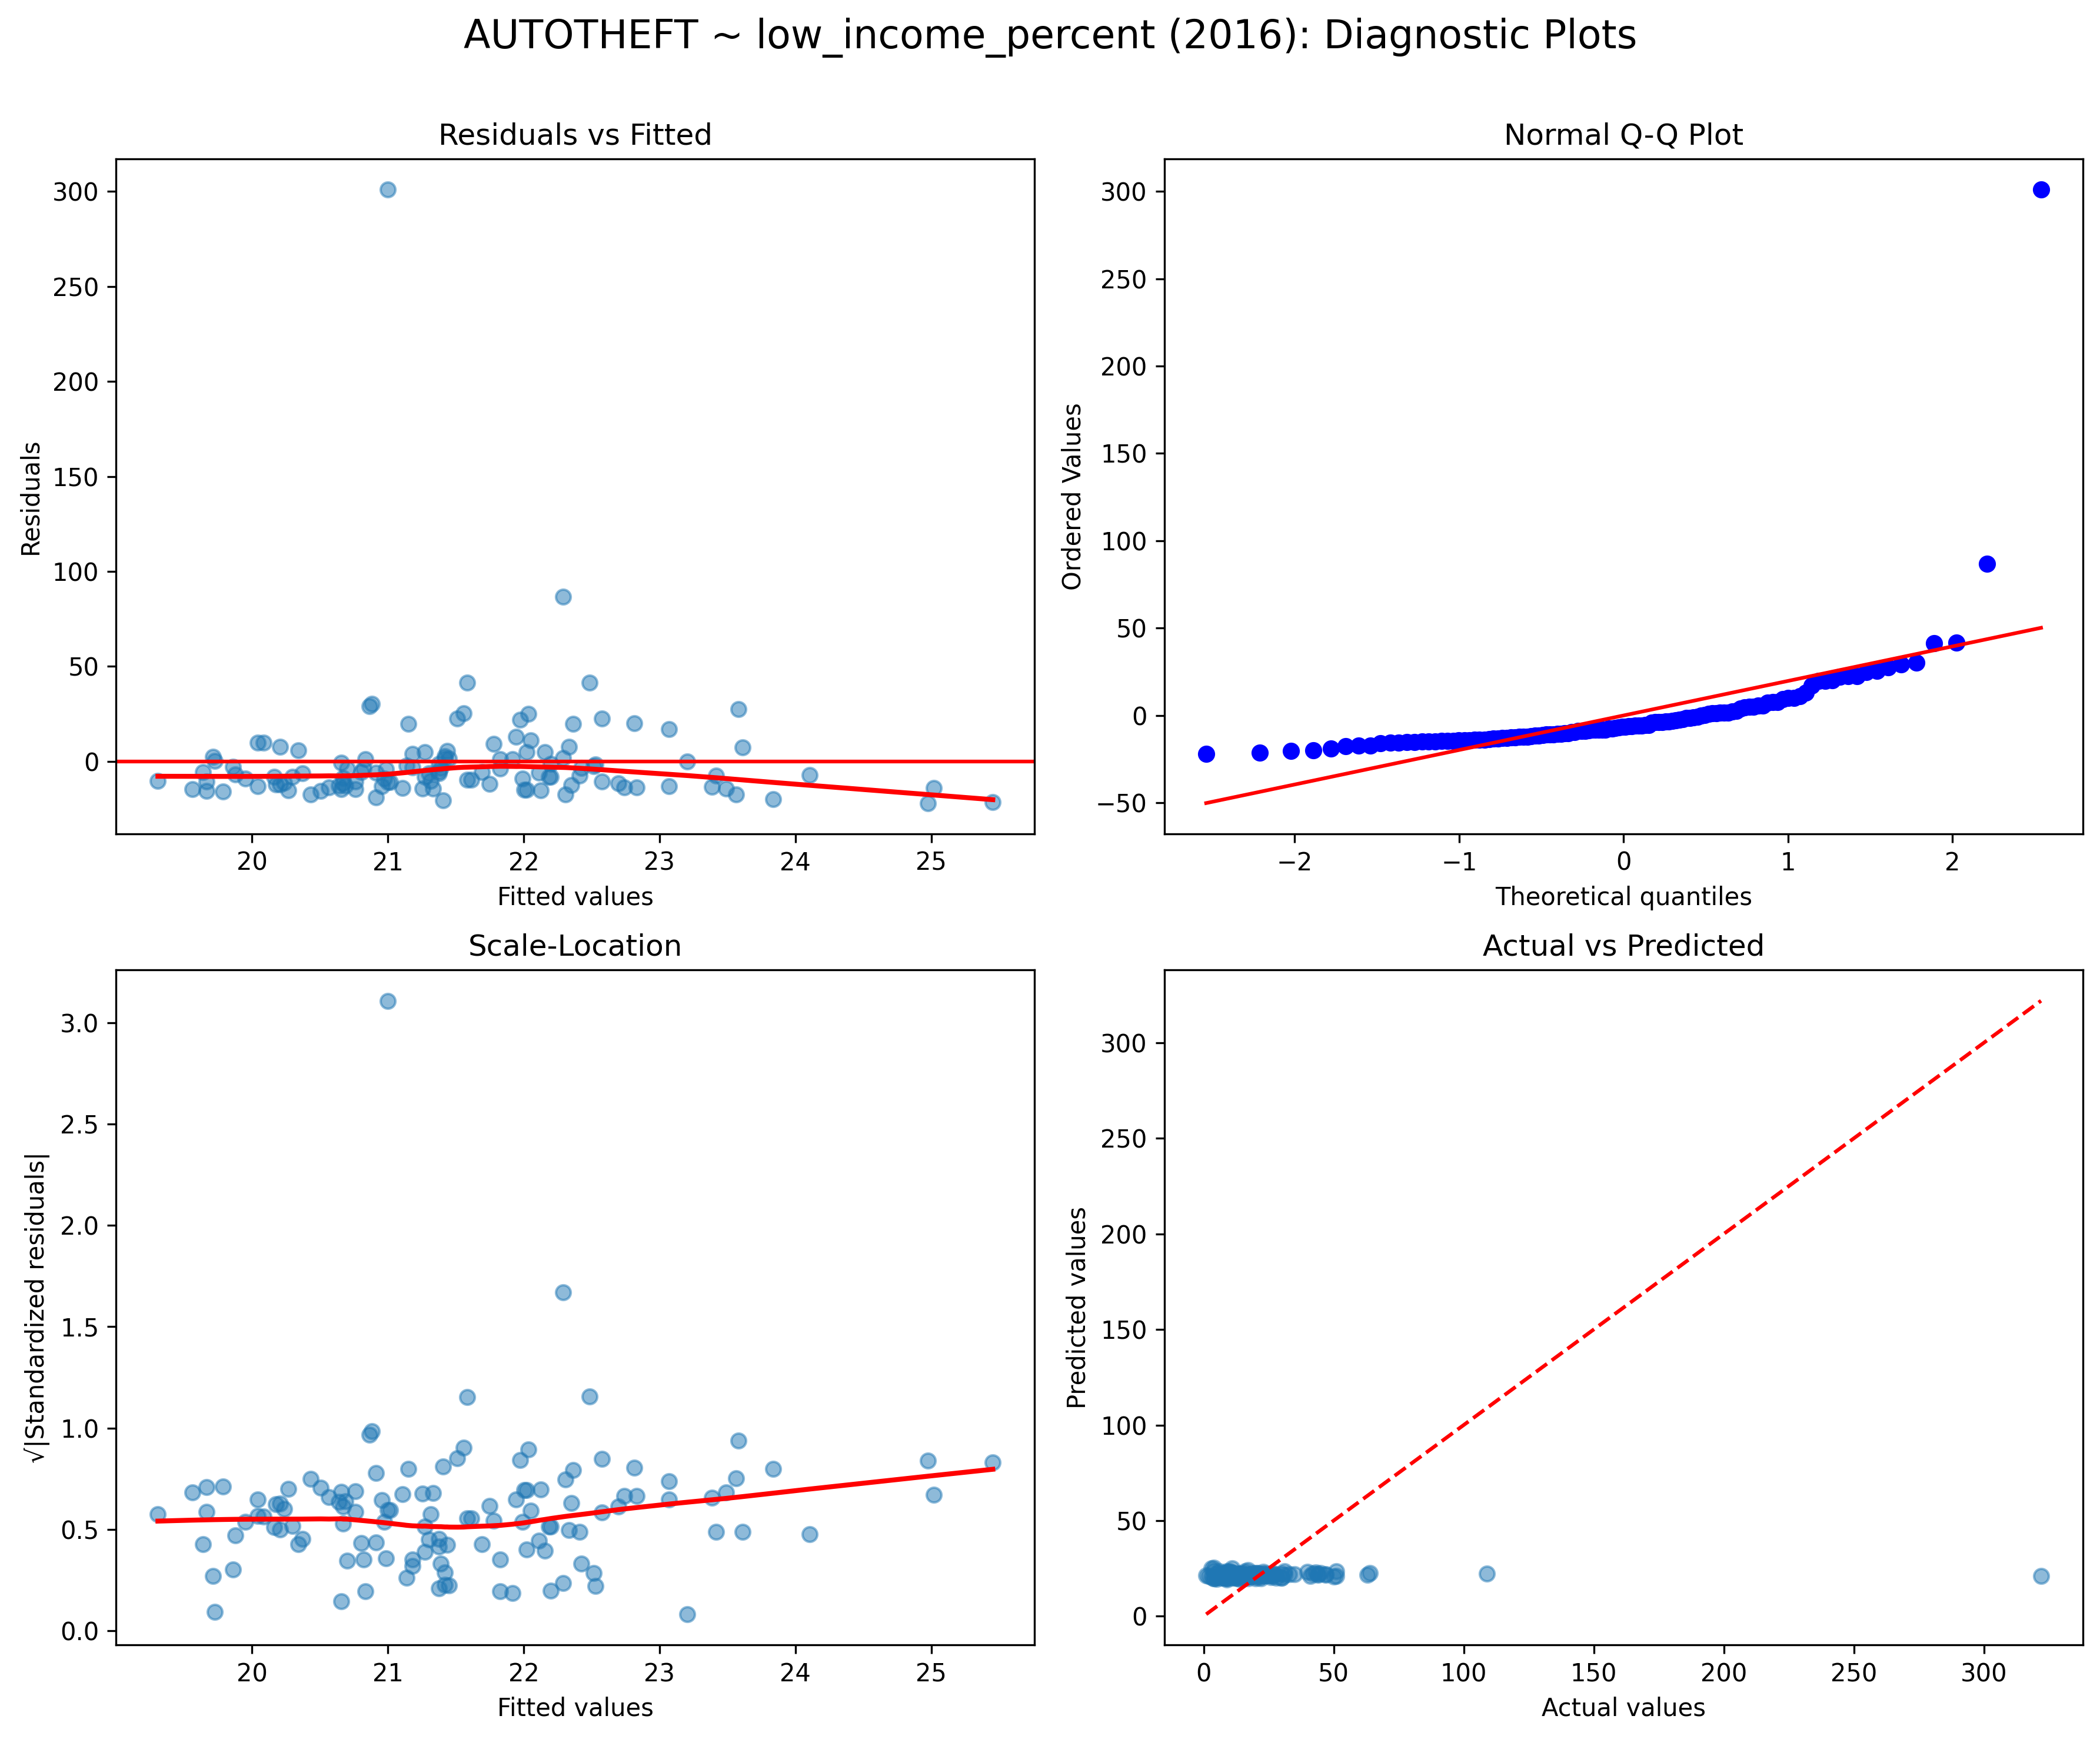 AUTOTHEFT ~ low_income_percent (2016): Diagnostic Plots
Residuals vs Fitted
300
250
200
150
100
50
0
Residuals
20 21 22 23 24 25
Fitted values
Normal Q-Q Plot
300
250
200
150
100
50
0
−50
Ordered Values
−2 −1 0 1 2
Theoretical quantiles
Scale-Location
3.0
2.5
2.0
1.5
1.0
0.5
0.0
√|Standardized residuals|
20 21 22 23 24 25
Fitted values
Actual vs Predicted
300
250
200
150
100
50
0
Predicted values
0 50 100 150 200 250 300
Actual values